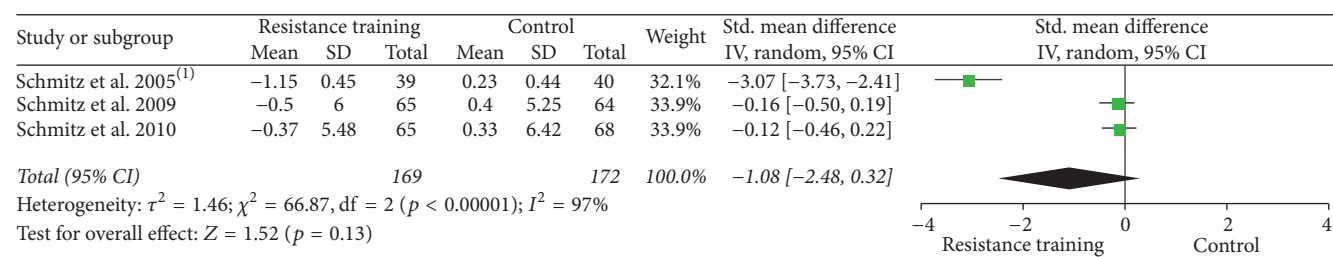 Study or subgroup Resistance training Control Weight Std. mean difference Std. mean difference
Mean SD Total Mean SD Total IV, random, 95% CI IV, random, 95% CI
Schmitz et al. 2005(1) −1.15 0.45 39 0.23 0.44 40 32.1% −3.07 [−3.73, −2.41]
Schmitz et al. 2009 −0.5 6 65 0.4 5.25 64 33.9% −0.16 [−0.50, 0.19]
Schmitz et al. 2010 −0.37 5.48 65 0.33 6.42 68 33.9% −0.12 [−0.46, 0.22]
Total (95% CI) 169 172 100.0% −1.08 [−2.48, 0.32]
Heterogeneity: τ² = 1.46; χ² = 66.87, df = 2 (p < 0.00001); I² = 97%
Test for overall effect: Z = 1.52 (p = 0.13)
−4 −2 0 2 4
Resistance training Control